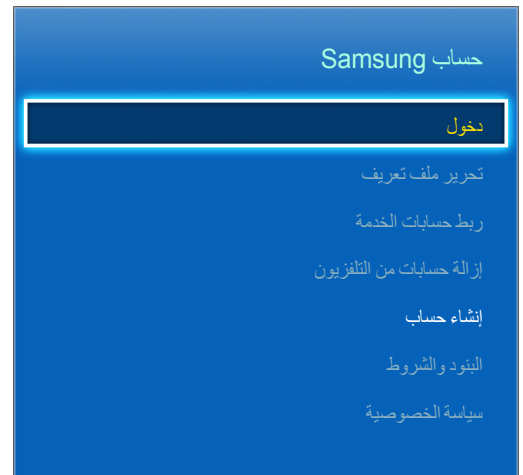 حساب Samsung
دخول
تحرير ملف تعريف
ربط حسابات الخدمة
إزالة حسابات من التلفزيون
إنشاء حساب
البنود والشروط
سياسة الخصوصية